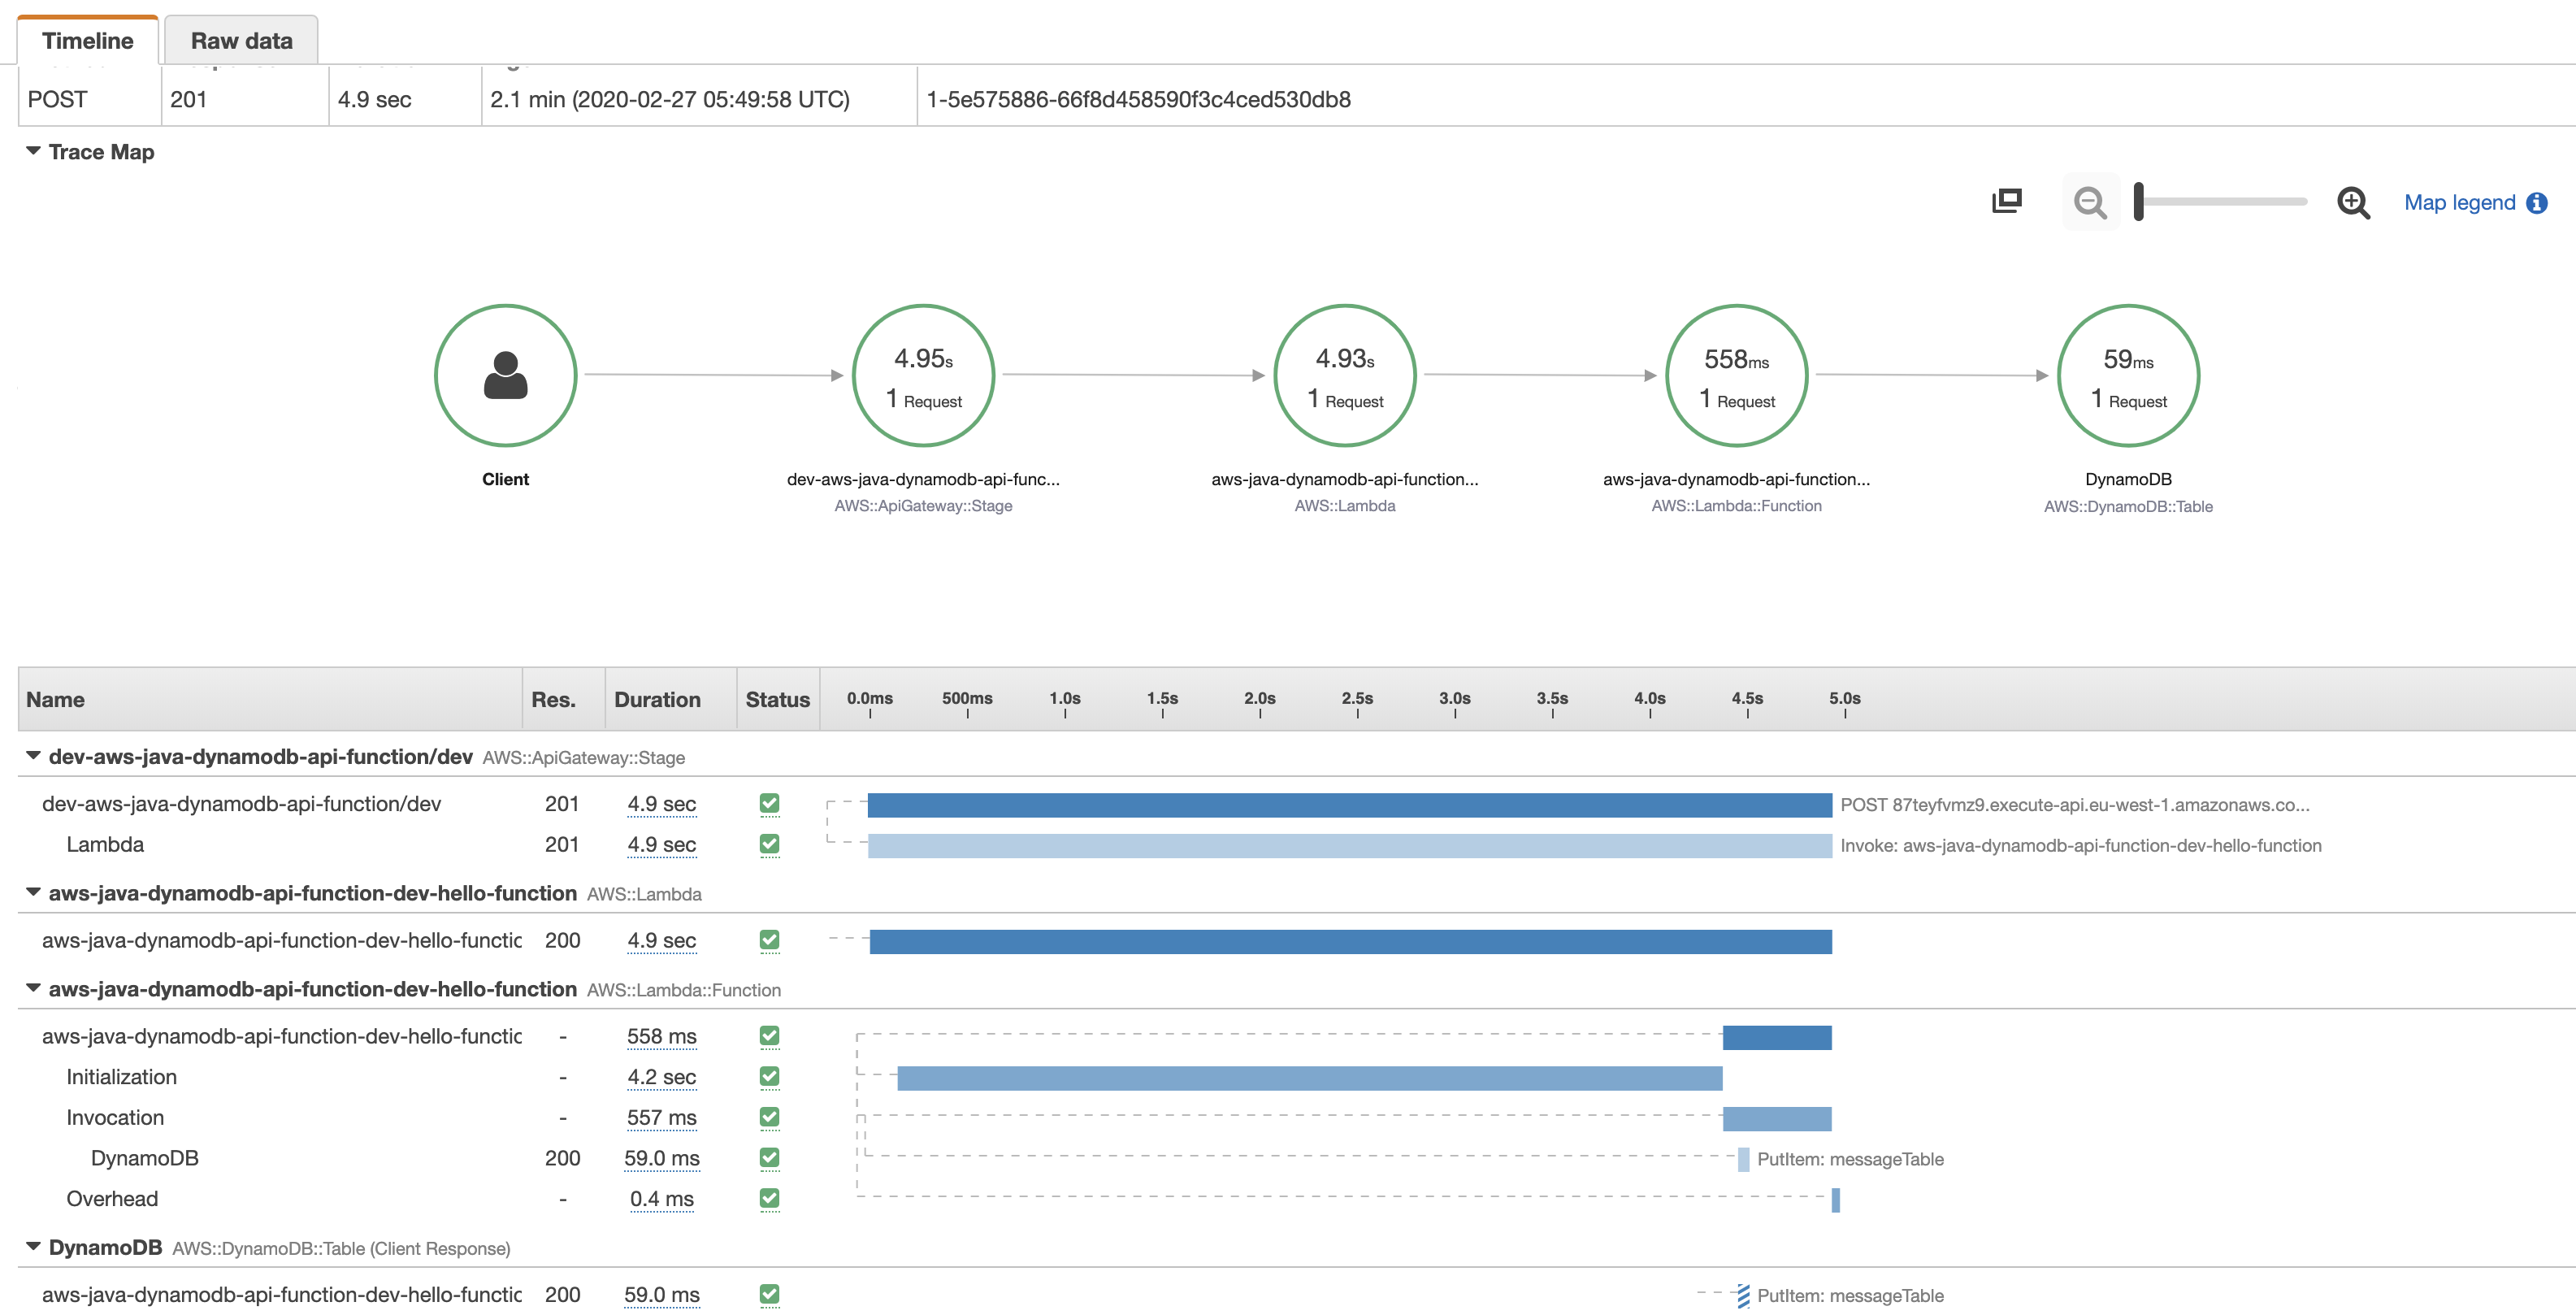 Timeline
Raw data
POST 201 4.9 sec 2.1 min (2020-02-27 05:49:58 UTC) 1-5e575886-66f8d458590f3c4ced530db8
Trace Map
Map legend
4.95s 4.93s 558ms 59ms
1 Request 1 Request 1 Request 1 Request
Client dev-aws-java-dynamodb-api-func... aws-java-dynamodb-api-function... aws-java-dynamodb-api-function... DynamoDB
AWS::ApiGateway::Stage AWS::Lambda AWS::Lambda::Function AWS::DynamoDB::Table
Name Res. Duration Status 0.0ms 500ms 1.0s 1.5s 2.0s 2.5s 3.0s 3.5s 4.0s 4.5s 5.0s
dev-aws-java-dynamodb-api-function/dev AWS::ApiGateway::Stage
dev-aws-java-dynamodb-api-function/dev 201 4.9 sec POST 87teyfvmz9.execute-api.eu-west-1.amazonaws.co...
Lambda 201 4.9 sec Invoke: aws-java-dynamodb-api-function-dev-hello-function
aws-java-dynamodb-api-function-dev-hello-function AWS::Lambda
aws-java-dynamodb-api-function-dev-hello-functic 200 4.9 sec
aws-java-dynamodb-api-function-dev-hello-function AWS::Lambda::Function
aws-java-dynamodb-api-function-dev-hello-functic - 558 ms
Initialization - 4.2 sec
Invocation - 557 ms
DynamoDB 200 59.0 ms PutItem: messageTable
Overhead - 0.4 ms
DynamoDB AWS::DynamoDB::Table (Client Response)
aws-java-dynamodb-api-function-dev-hello-functic 200 59.0 ms PutItem: messageTable